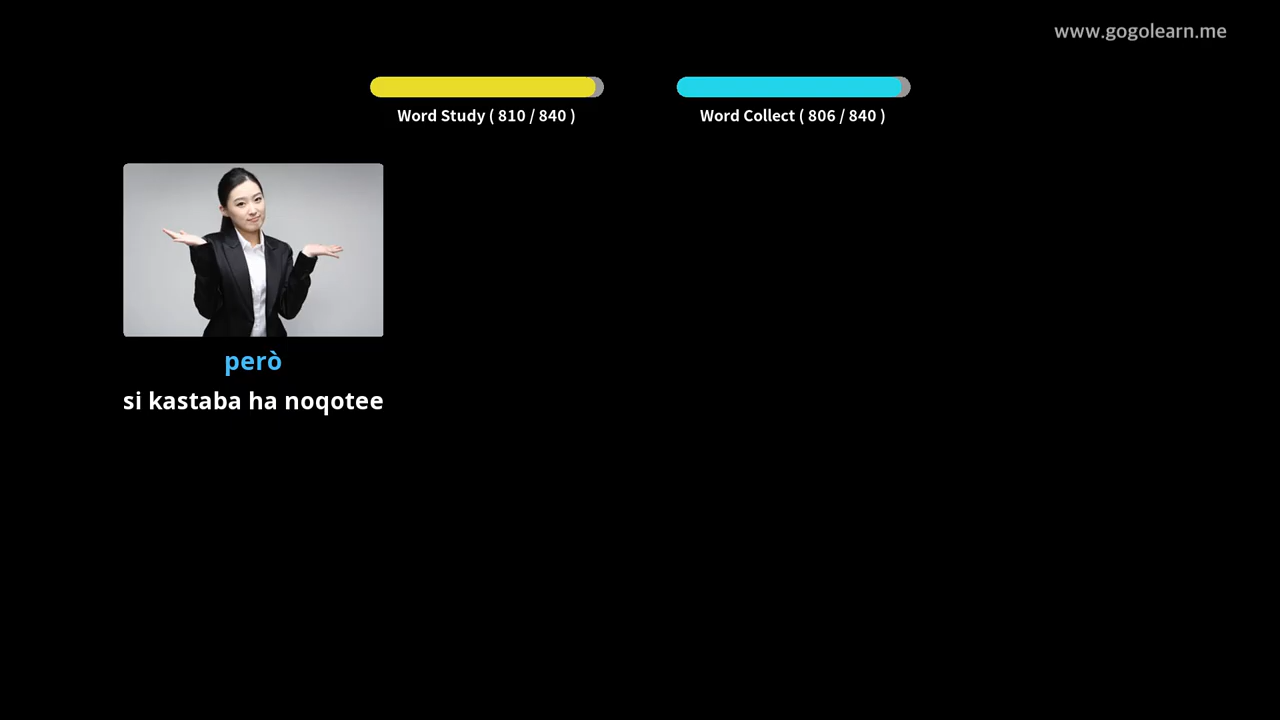 www.gogolearn.me
Word Study ( 810 / 840 )
Word Collect ( 806 / 840 )
però
si kastaba ha noqotee